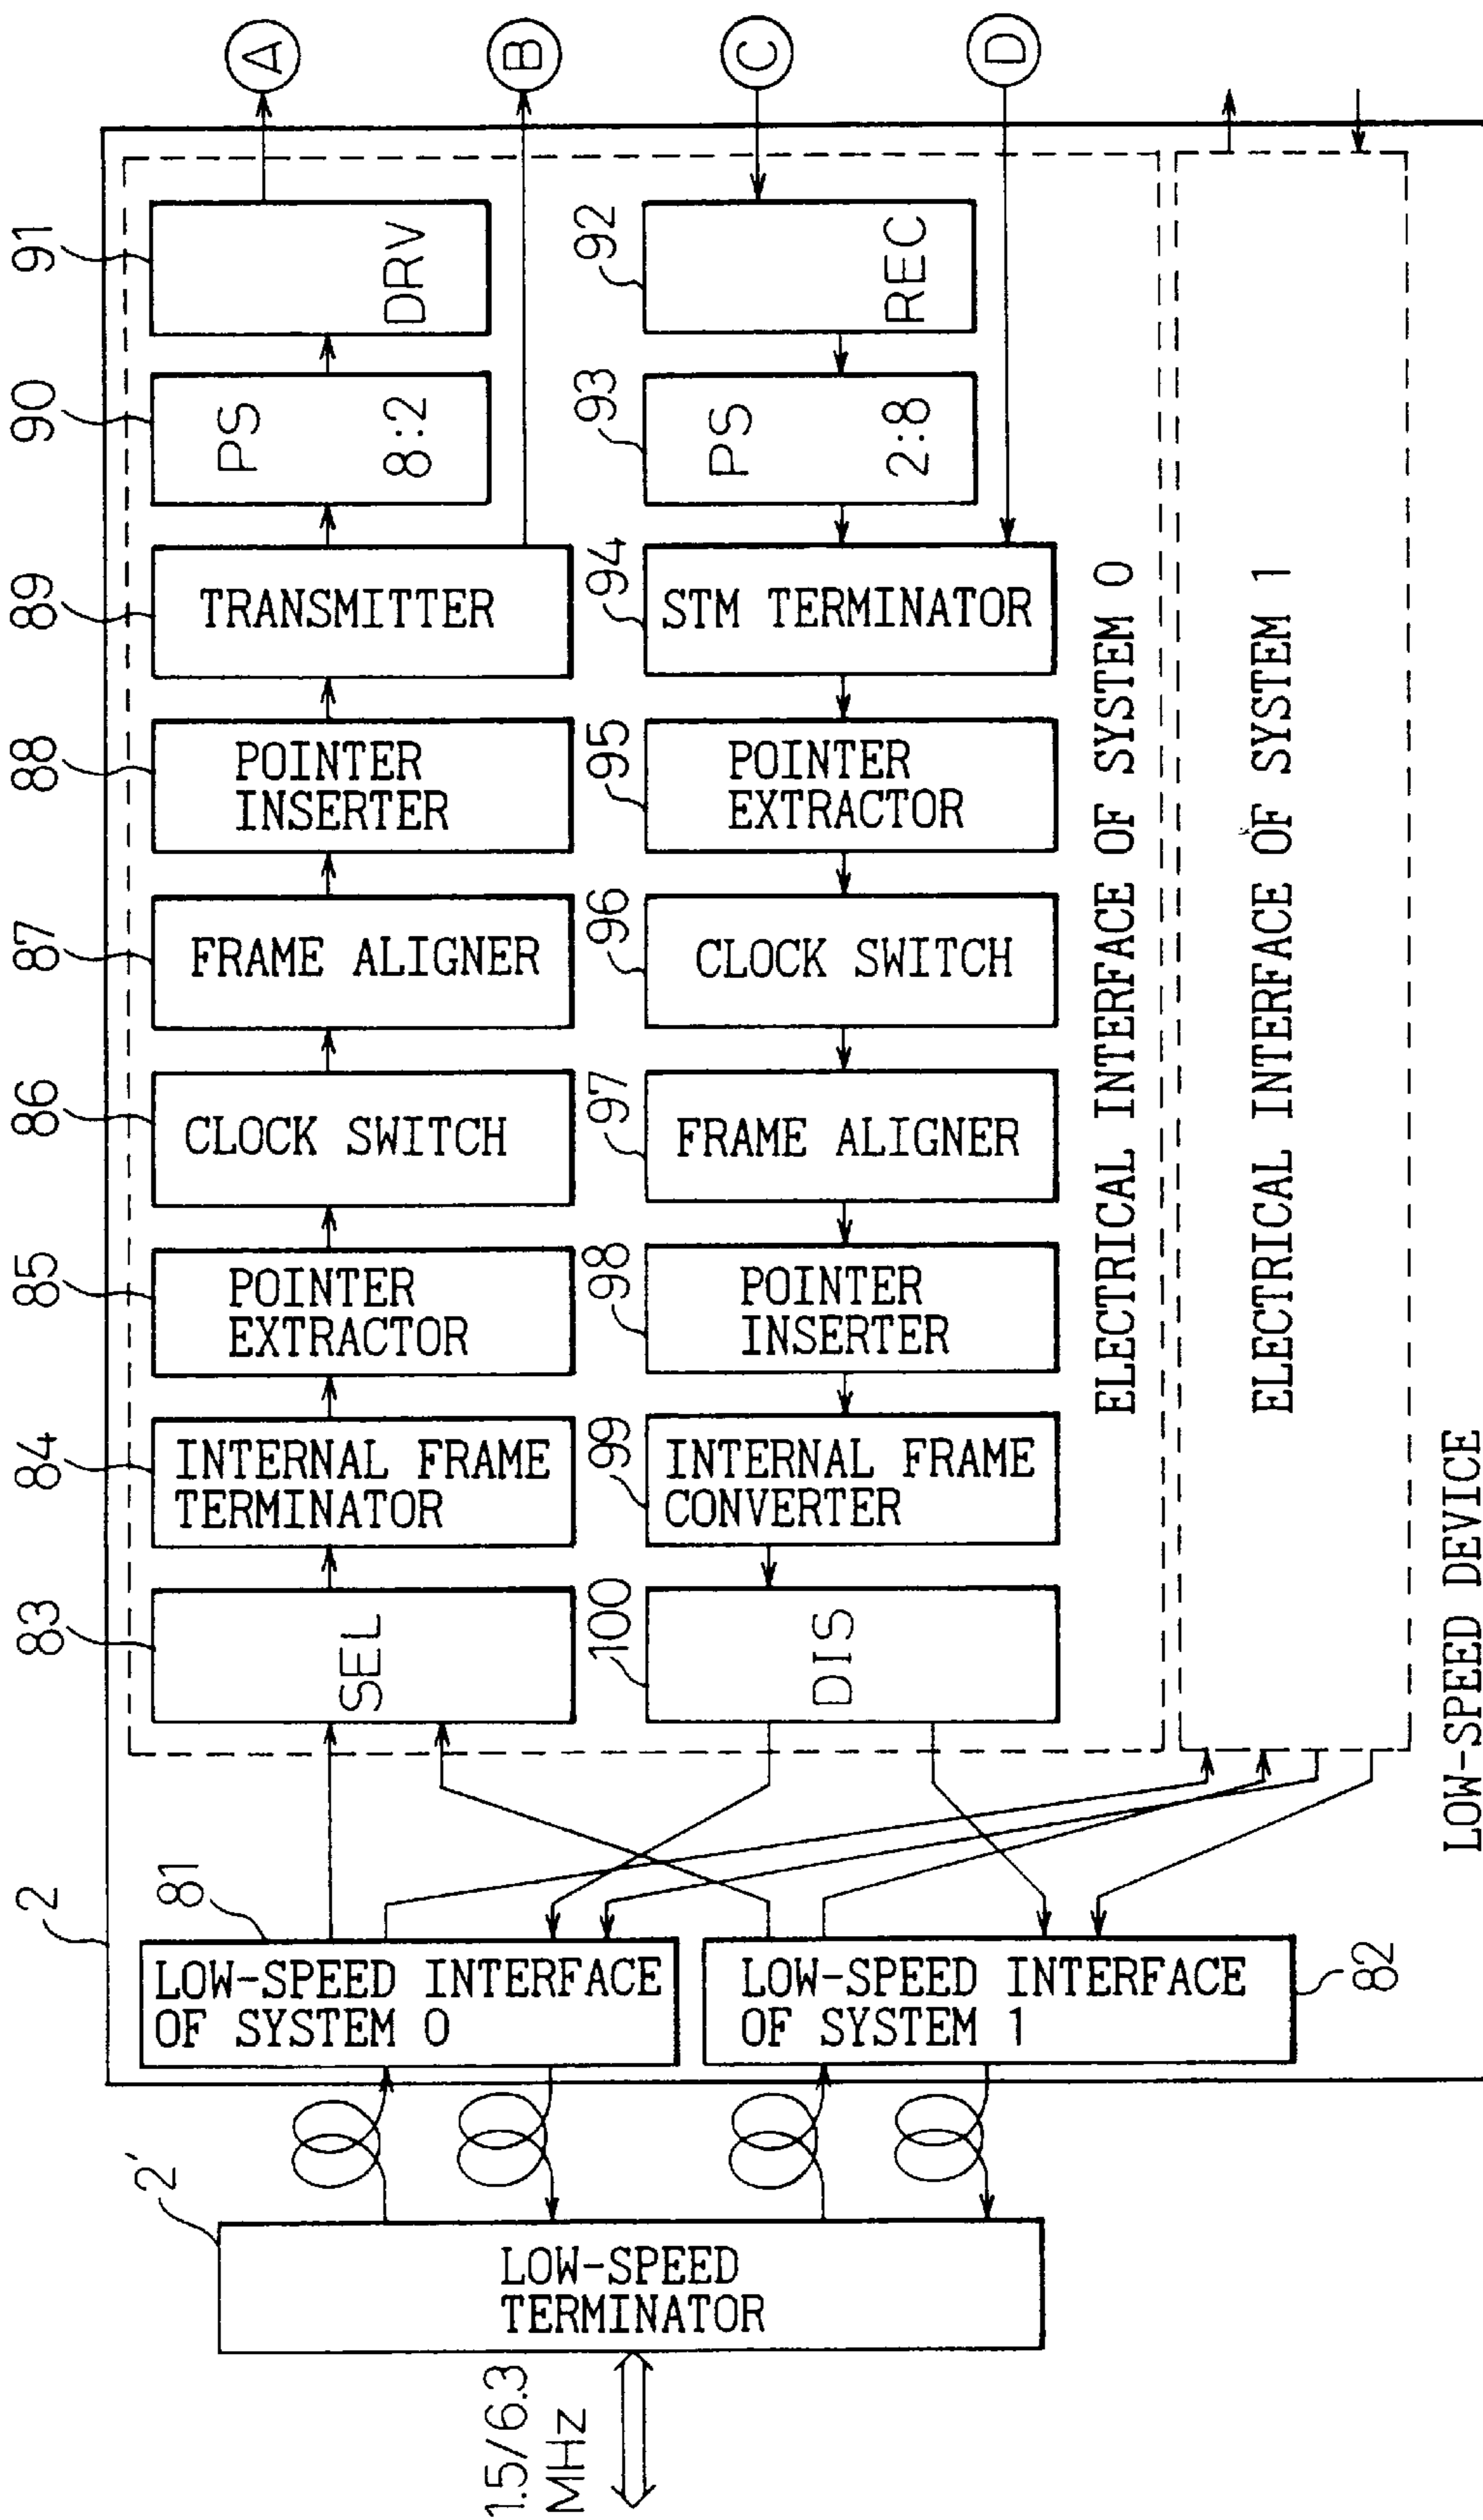 1.5/6.3
MHz
2'
LOW-SPEED
TERMINATOR
2
81
LOW-SPEED INTERFACE
OF SYSTEM 0
LOW-SPEED INTERFACE
OF SYSTEM 1
82
83
SEL
84
INTERNAL FRAME
TERMINATOR
85
POINTER
EXTRACTOR
86
CLOCK SWITCH
87
FRAME ALIGNER
88
POINTER
INSERTER
89
TRANSMITTER
90
PS
8:2
91
DRV
A
B
100
DIS
99
INTERNAL FRAME
CONVERTER
98
POINTER
INSERTER
97
FRAME ALIGNER
96
CLOCK SWITCH
95
POINTER
EXTRACTOR
94
STM TERMINATOR
93
PS
2:8
92
REC
C
D
ELECTRICAL INTERFACE OF SYSTEM 0
ELECTRICAL INTERFACE OF SYSTEM 1
LOW-SPEED DEVICE